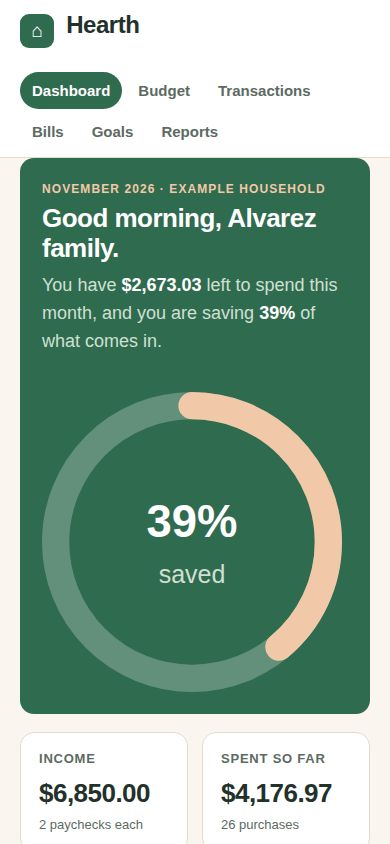 Hearth
Dashboard
Budget
Transactions
Bills
Goals
Reports
NOVEMBER 2026 · EXAMPLE HOUSEHOLD
Good morning, Alvarez
family.
You have $2,673.03 left to spend this
month, and you are saving 39% of
what comes in.
39%
saved
INCOME
$6,850.00
2 paychecks each
SPENT SO FAR
$4,176.97
26 purchases